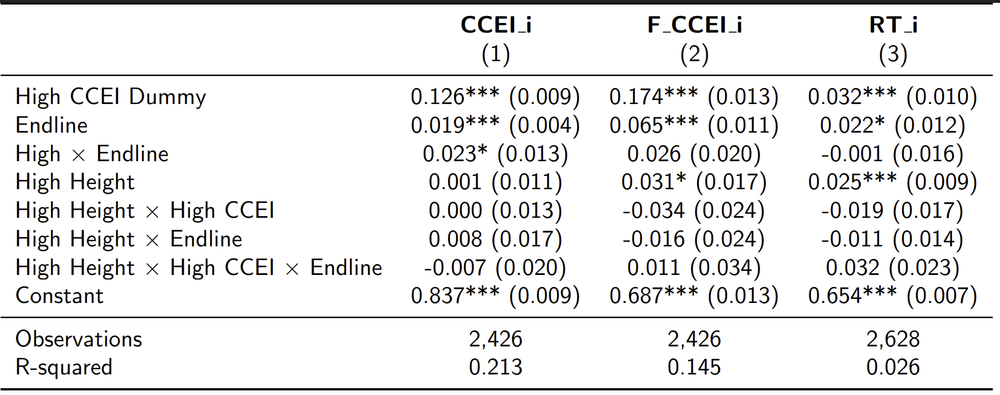 CCEI_i F_CCEI_i RT_i
(1) (2) (3)
High CCEI Dummy 0.126*** (0.009) 0.174*** (0.013) 0.032*** (0.010)
Endline 0.019*** (0.004) 0.065*** (0.011) 0.022* (0.012)
High × Endline 0.023* (0.013) 0.026 (0.020) -0.001 (0.016)
High Height 0.001 (0.011) 0.031* (0.017) 0.025*** (0.009)
High Height × High CCEI 0.000 (0.013) -0.034 (0.024) -0.019 (0.017)
High Height × Endline 0.008 (0.017) -0.016 (0.024) -0.011 (0.014)
High Height × High CCEI × Endline -0.007 (0.020) 0.011 (0.034) 0.032 (0.023)
Constant 0.837*** (0.009) 0.687*** (0.013) 0.654*** (0.007)
Observations 2,426 2,426 2,628
R-squared 0.213 0.145 0.026